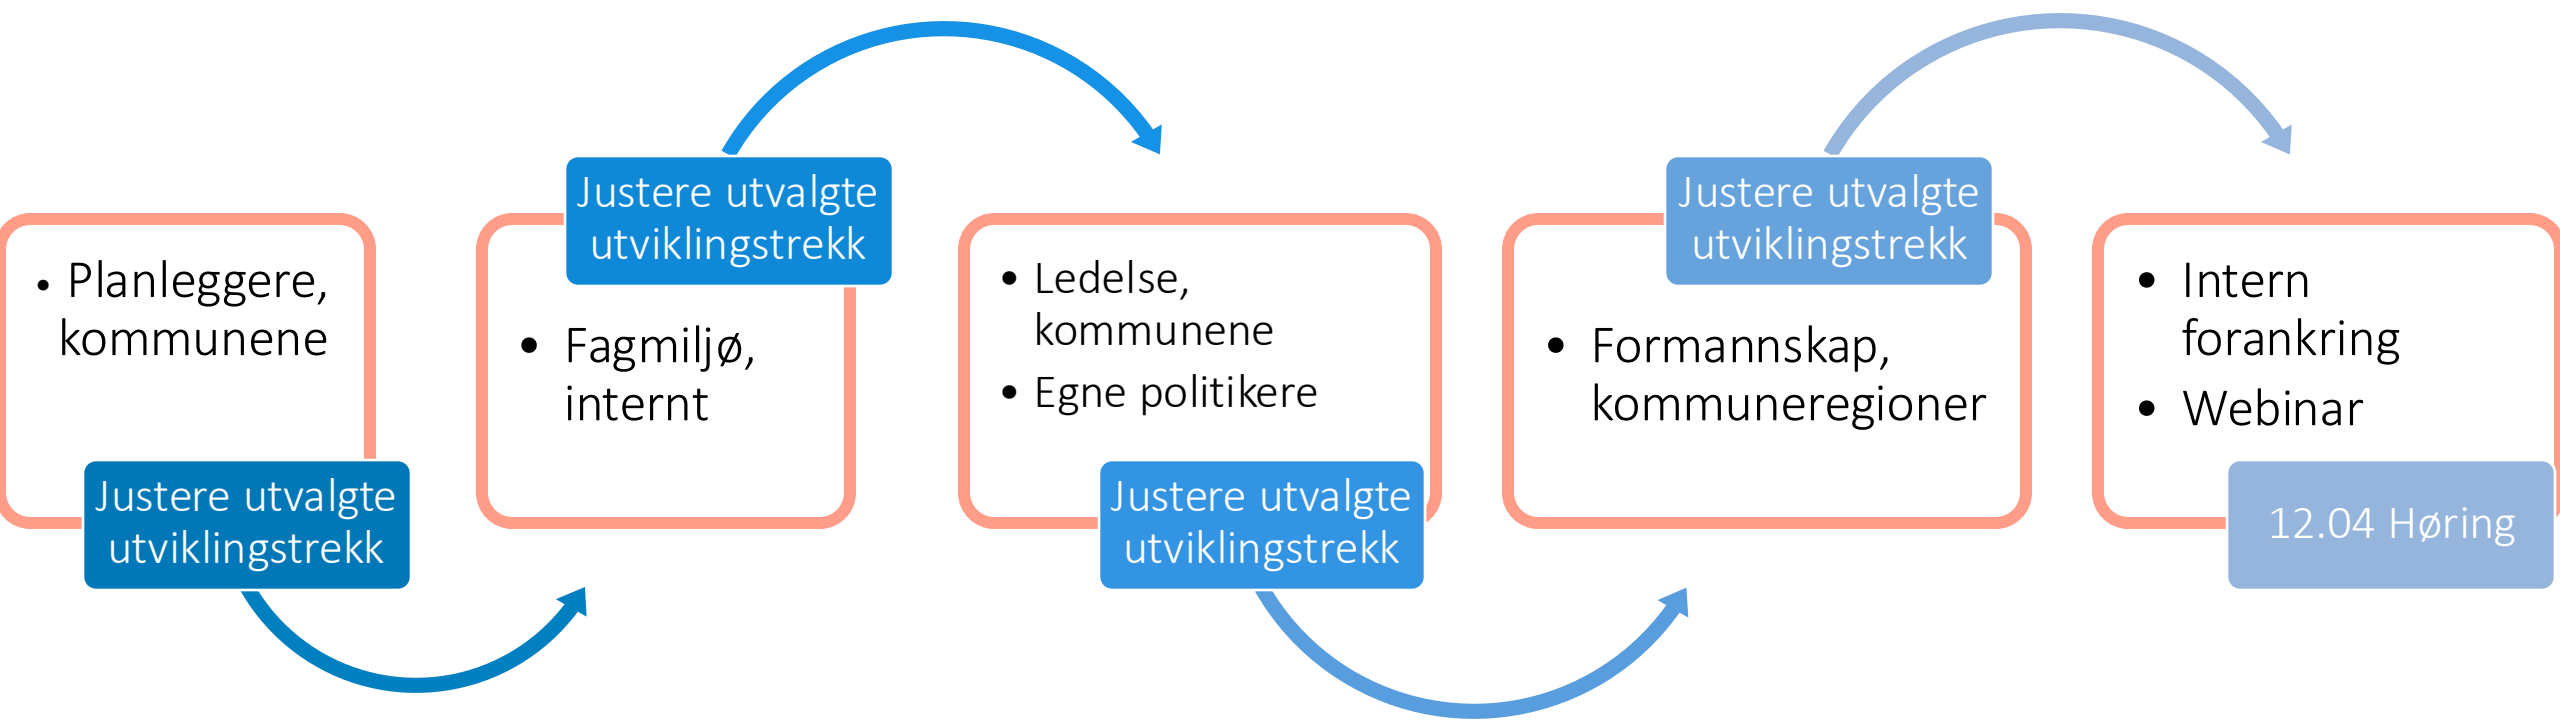 • Planleggere,
kommunene
Justere utvalgte
utviklingstrekk
Justere utvalgte
utviklingstrekk
• Fagmiljø,
internt
• Ledelse,
kommunene
• Egne politikere
Justere utvalgte
utviklingstrekk
Justere utvalgte
utviklingstrekk
• Formannskap,
kommuneregioner
• Intern
forankring
• Webinar
12.04 Høring